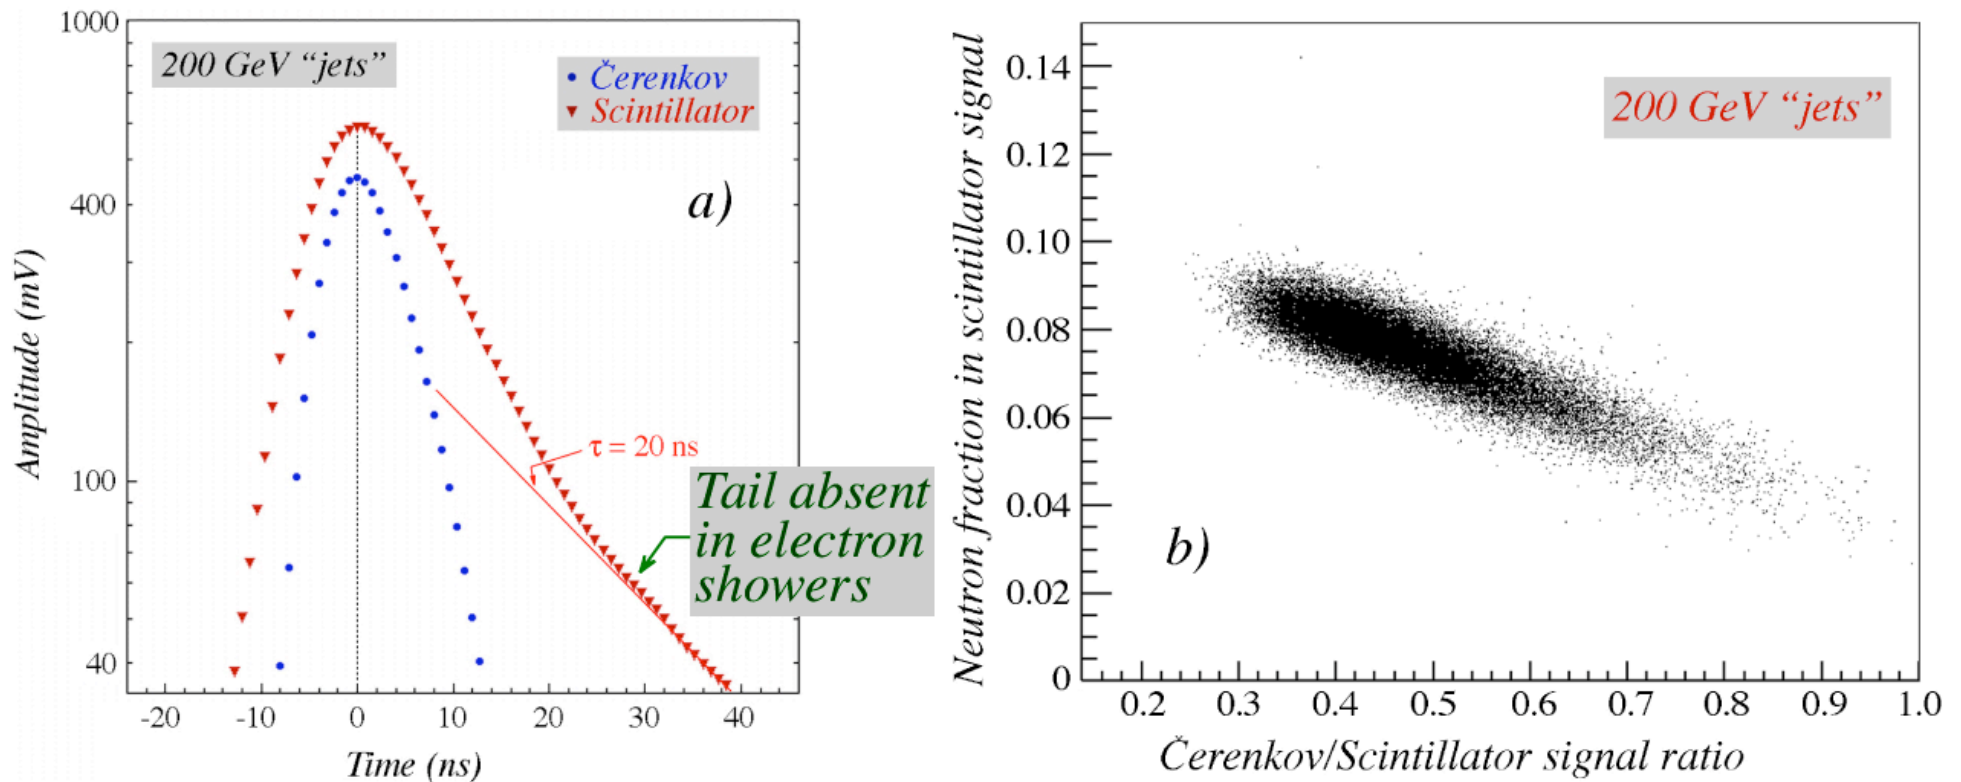 1000
400
100
40
Amplitude (mV)
200 GeV “jets”
Čerenkov
Scintillator
a)
τ = 20 ns
Tail absent
in electron
showers
-20 -10 0 10 20 30 40
Time (ns)
0.14
0.12
0.10
0.08
0.06
0.04
0.02
0
Neutron fraction in scintillator signal
200 GeV “jets”
b)
0.2 0.3 0.4 0.5 0.6 0.7 0.8 0.9 1.0
Čerenkov/Scintillator signal ratio